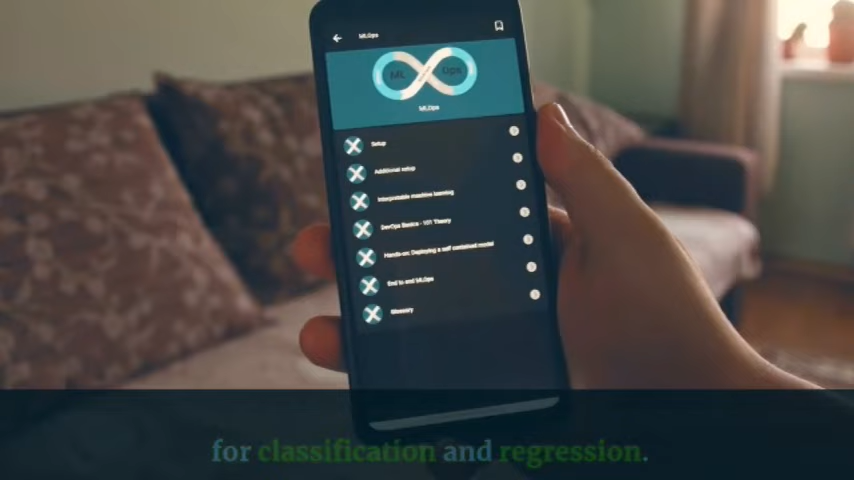 MLOps
ML Ops
MLOps
Setup
Additional setup
Interpretable machine learning
DevOps Basics - 101 Theory
Hands-on: Deploying a self contained model
End to end MLOps
Glossary
for classification and regression.